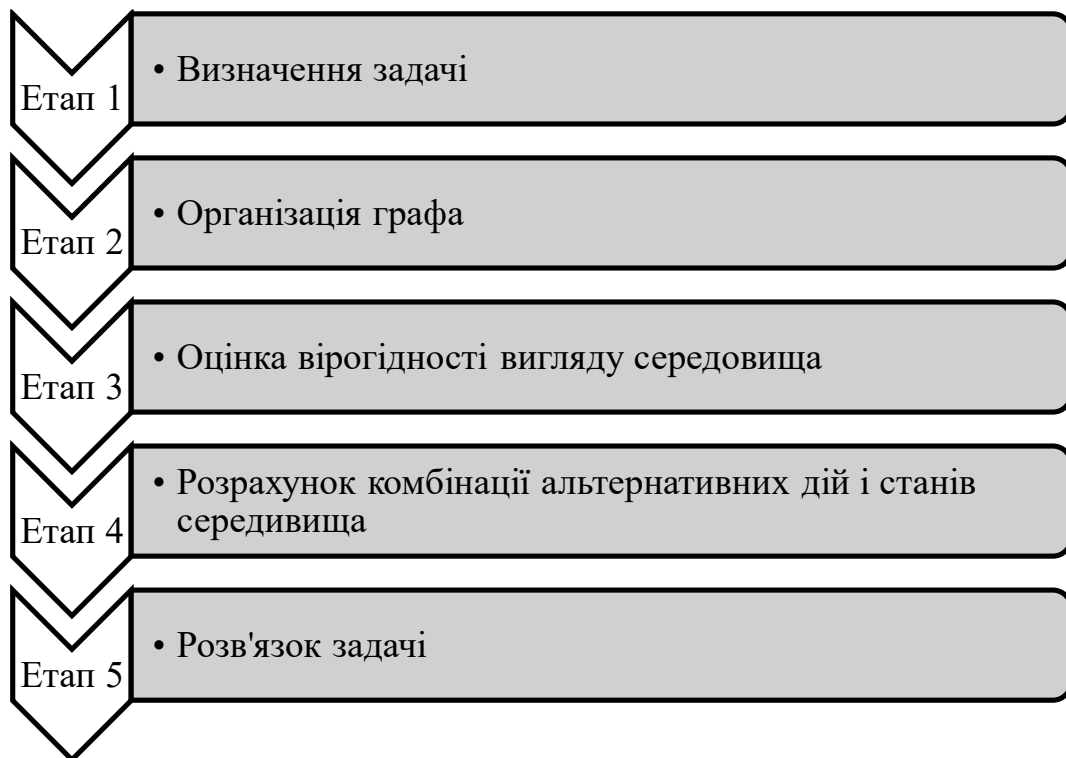 Етап 1
• Визначення задачі
Етап 2
• Організація графа
Етап 3
• Оцінка вірогідності вигляду середовища
Етап 4
• Розрахунок комбінації альтернативних дій і станів
середивища
Етап 5
• Розв'язок задачі